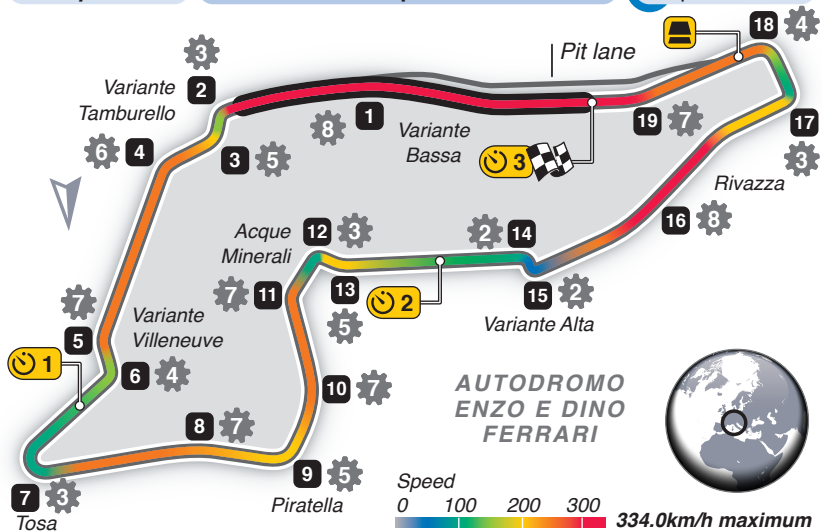 18 4
Pit lane
3
2
Variante
Tamburello
1
8
Variante
Bassa
19 7
17
3
6 4
3 5
3
Rivazza
16 8
Acque
Minerali
12 3
2 14
7 11
13
5
2
15 2
Variante Alta
7
5
Variante
Villeneuve
1
6 4
10 7
AUTODROMO
ENZO E DINO
FERRARI
8 7
9 5
Piratella
7 3
Tosa
Speed
0 100 200 300
334.0km/h maximum